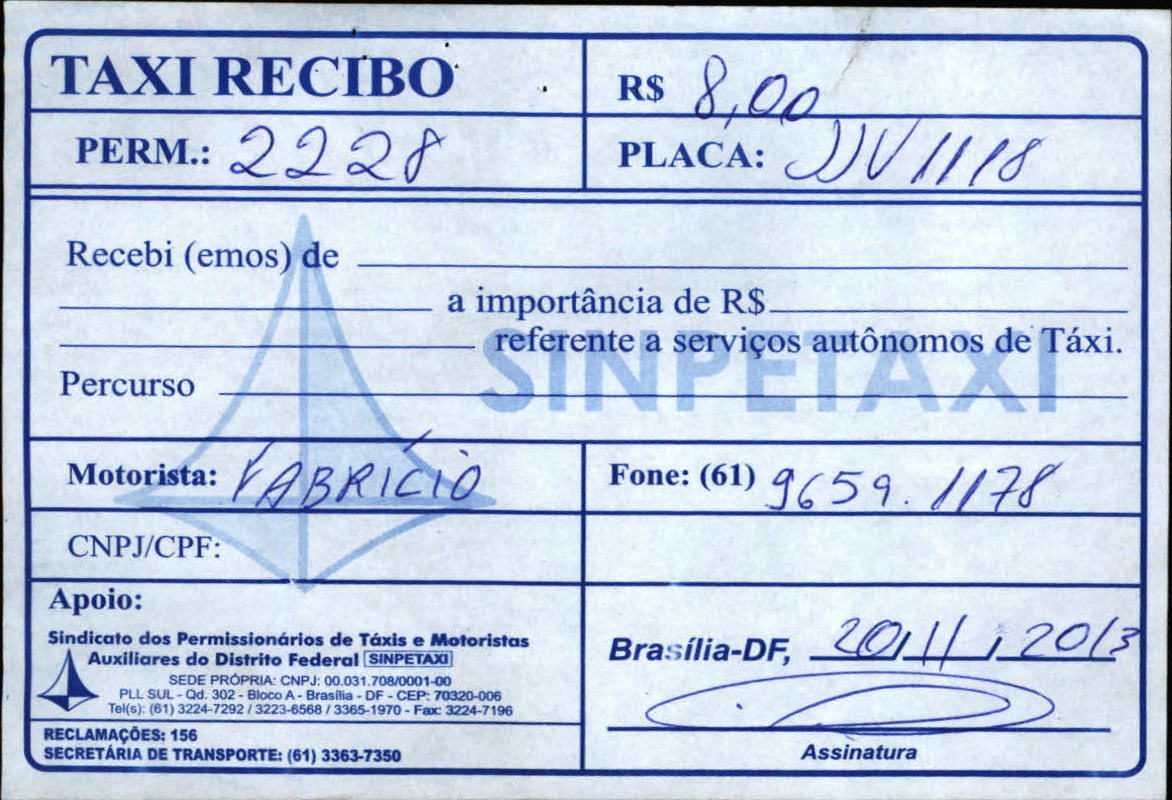 TAXI RECIBO R$ 8,00
PERM.: 2228 PLACA: JJV 1118
Recebi (emos) de
a importância de R$
referente a serviços autônomos de Táxi.
SINPETAXI
Percurso
Motorista: FABRÍCIO Fone: (61) 9659.1178
CNPJ/CPF:
Apoio:
Sindicato dos Permissionários de Táxis e Motoristas
Auxiliares do Distrito Federal SINPETAXI
SEDE PRÓPRIA: CNPJ: 00.031.708/0001-00
PLL SUL - Qd. 302 - Bloco A - Brasília - DF - CEP: 70320-006
Tel(s): (61) 3224-7292 / 3223-6568 / 3365-1970 - Fax: 3224-7196
RECLAMAÇÕES: 156
SECRETÁRIA DE TRANSPORTE: (61) 3363-7350
Brasília-DF, 20/11/2013
Assinatura